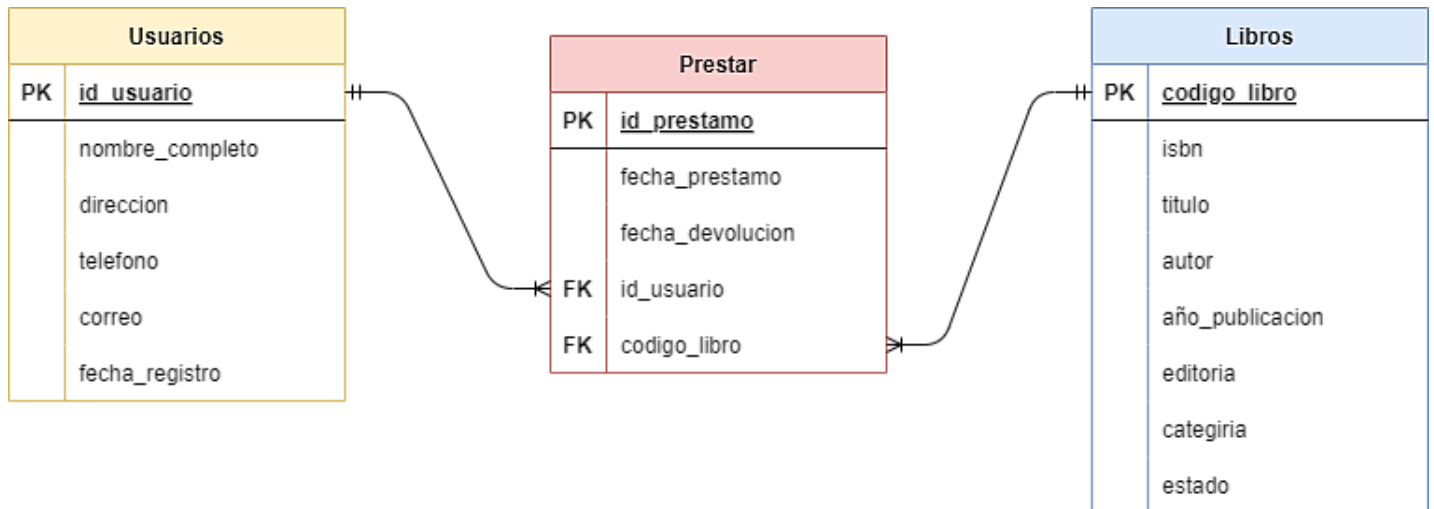 Usuarios
PK id_usuario
nombre_completo
direccion
telefono
correo
fecha_registro
Prestar
PK id_prestamo
fecha_prestamo
fecha_devolucion
FK id_usuario
FK codigo_libro
Libros
PK codigo_libro
isbn
titulo
autor
año_publicacion
editoria
categiria
estado